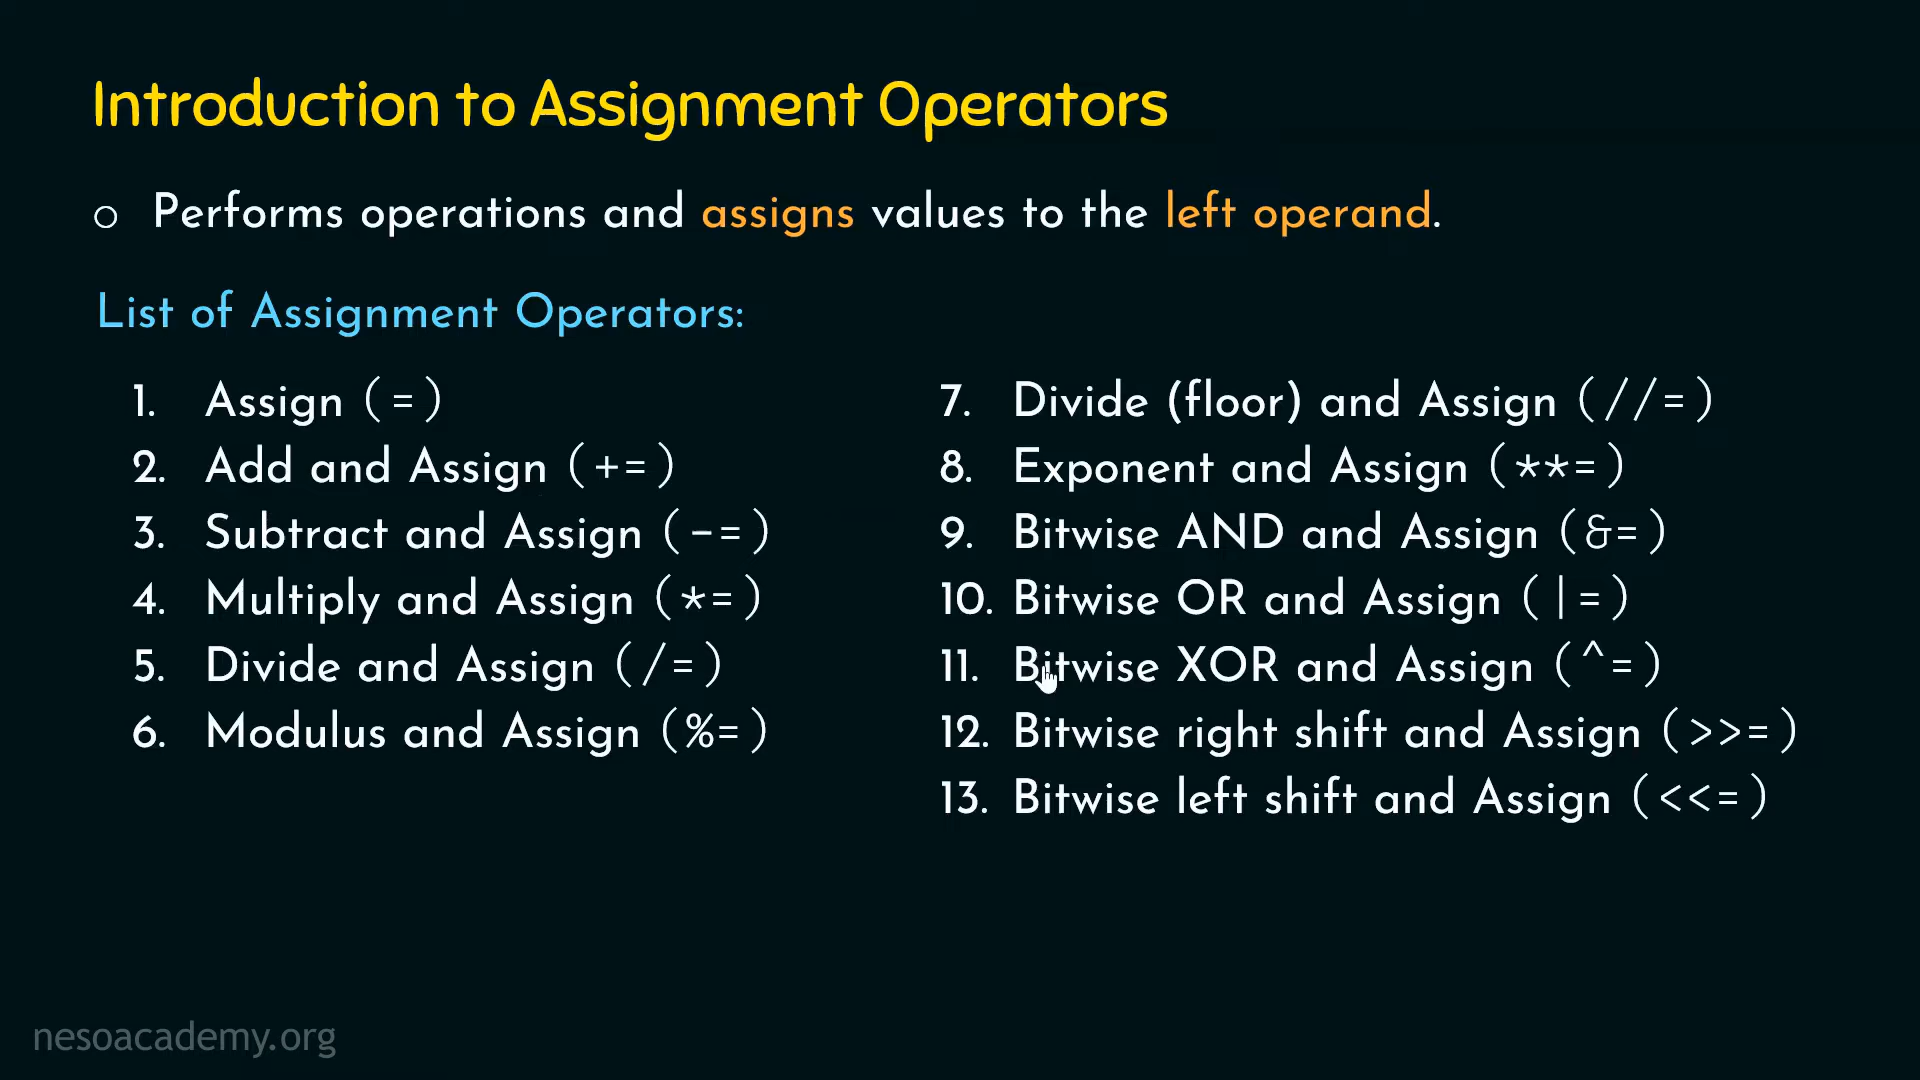 Introduction to Assignment Operators
o Performs operations and assigns values to the left operand.
List of Assignment Operators:
1. Assign (=)
2. Add and Assign (+=)
3. Subtract and Assign (-=)
4. Multiply and Assign (*=)
5. Divide and Assign (/=)
6. Modulus and Assign (%=)
7. Divide (floor) and Assign (//=)
8. Exponent and Assign (**=)
9. Bitwise AND and Assign (&=)
10. Bitwise OR and Assign (|=)
11. Bitwise XOR and Assign (^=)
12. Bitwise right shift and Assign (>>=)
13. Bitwise left shift and Assign (<<=)
nesoacademy.org